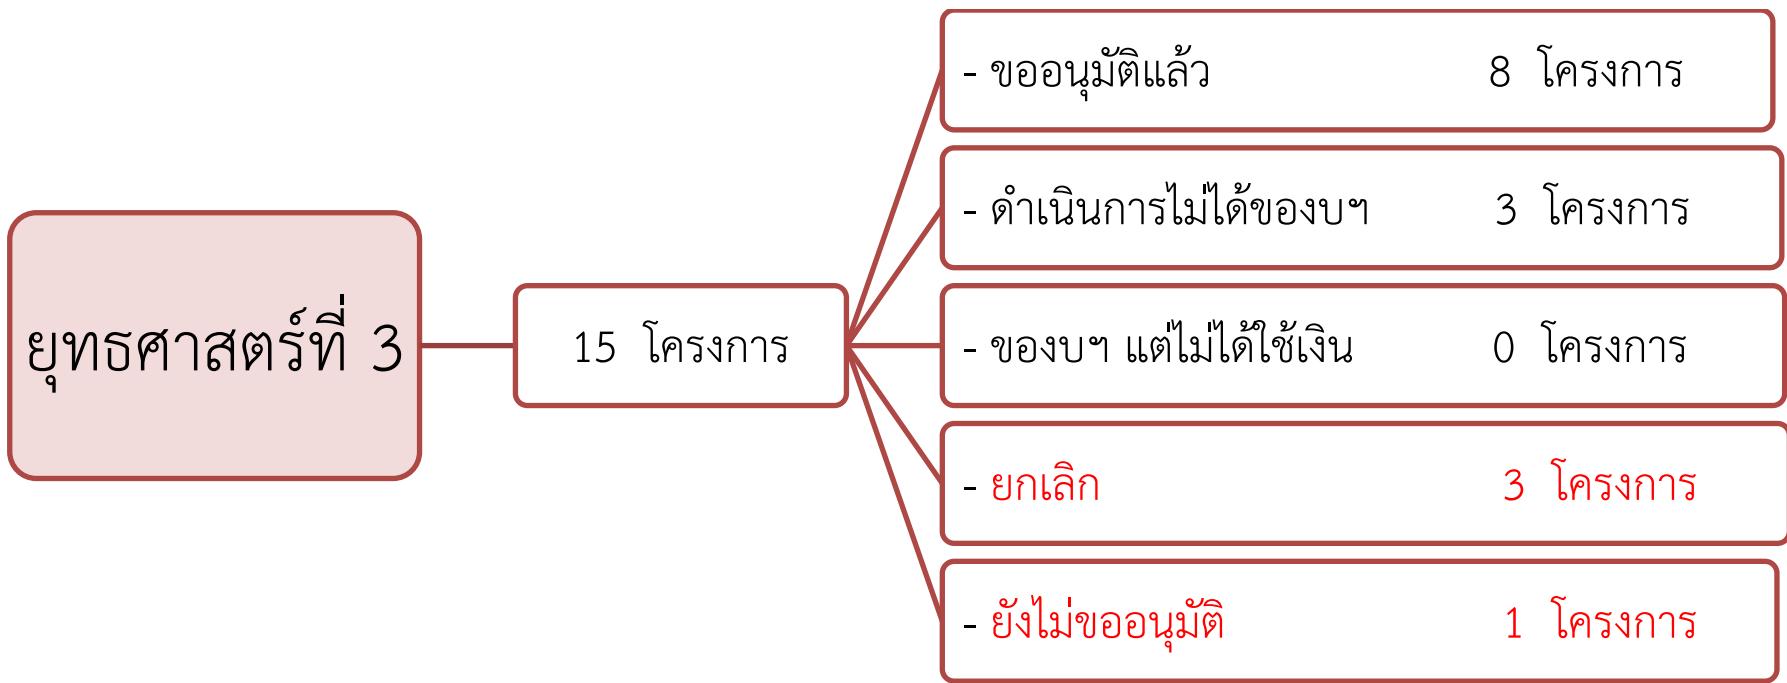 ยุทธศาสตร์ที่ 3
15 โครงการ
- ขออนุมัติแล้ว 8 โครงการ
- ดำเนินการไม่ได้ของบฯ 3 โครงการ
- ของบฯ แต่ไม่ได้ใช้เงิน 0 โครงการ
- ยกเลิก 3 โครงการ
- ยังไม่ขออนุมัติ 1 โครงการ